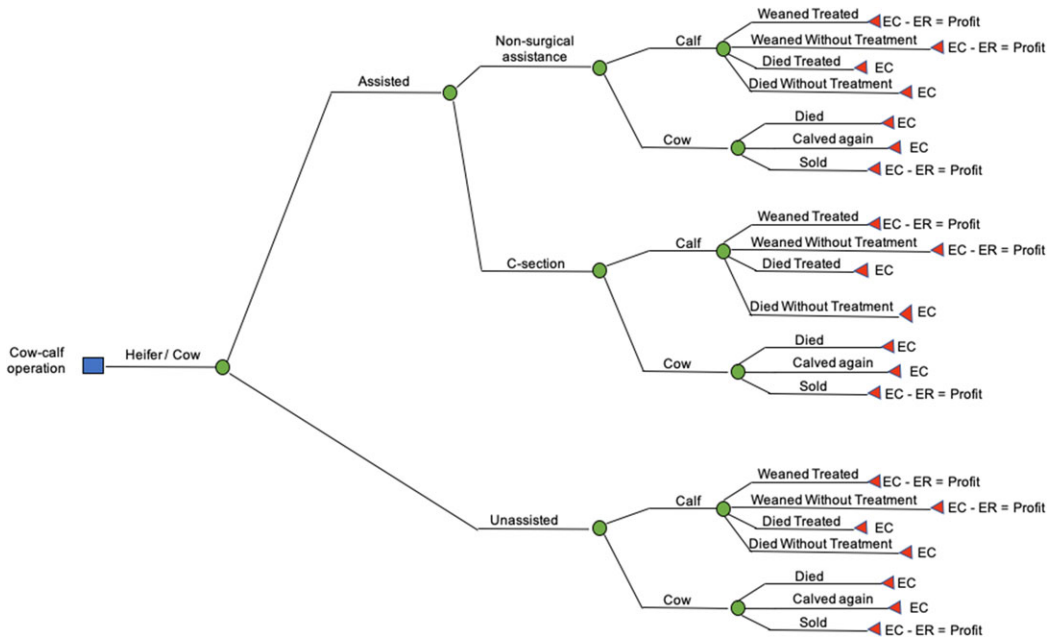 Weaned Treated
EC - ER = Profit
Non-surgical
assistance
Calf
Weaned Without Treatment
EC - ER = Profit
Died Treated
EC
Assisted
Died Without Treatment
EC
Died
EC
Cow
Calved again
EC
Sold
EC - ER = Profit
Weaned Treated
EC - ER = Profit
Calf
Weaned Without Treatment
EC - ER = Profit
C-section
Died Treated
EC
Died Without Treatment
EC
Died
EC
Cow-calf
operation
Heifer / Cow
Cow
Calved again
EC
Sold
EC - ER = Profit
Weaned Treated
EC - ER = Profit
Calf
Weaned Without Treatment
EC - ER = Profit
Unassisted
Died Treated
EC
Died Without Treatment
EC
Died
EC
Cow
Calved again
EC
Sold
EC - ER = Profit